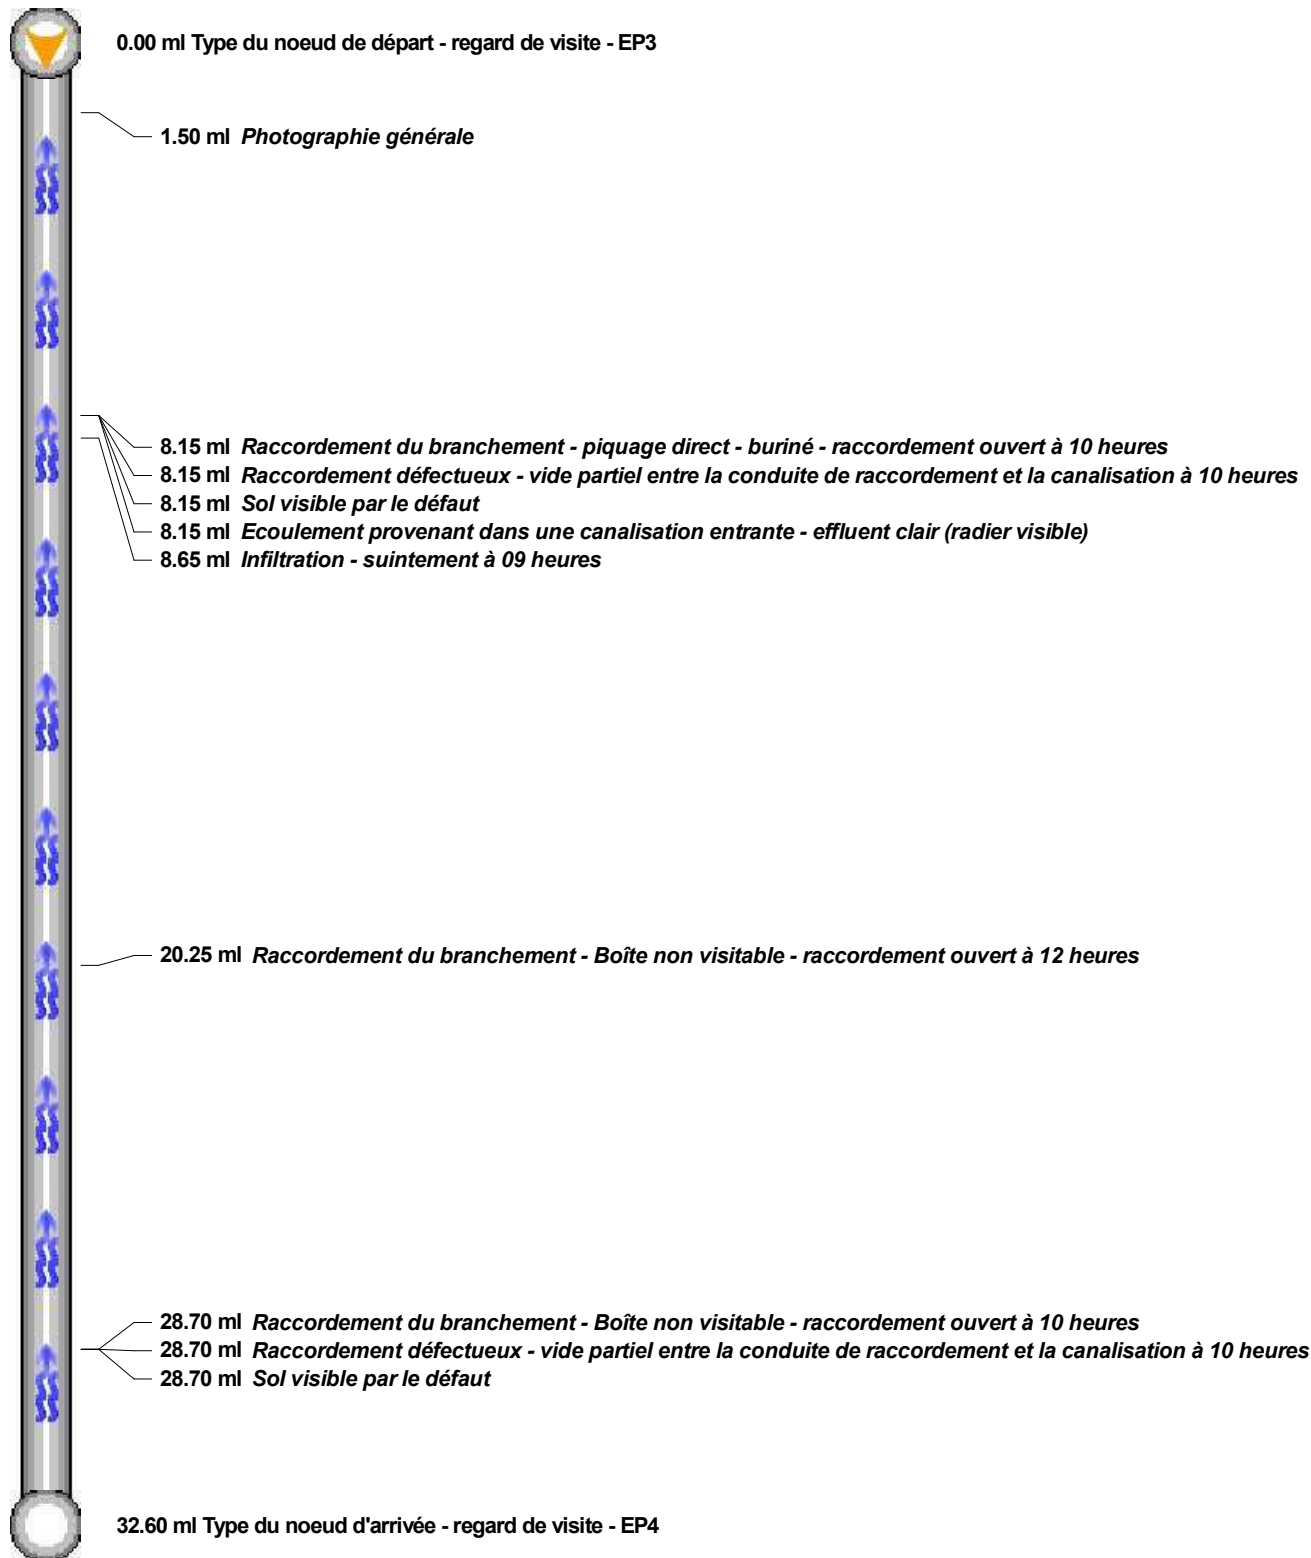 0.00 ml Type du noeud de départ - regard de visite - EP3
1.50 ml Photographie générale
8.15 ml Raccordement du branchement - piquage direct - buriné - raccordement ouvert à 10 heures
8.15 ml Raccordement défectueux - vide partiel entre la conduite de raccordement et la canalisation à 10 heures
8.15 ml Sol visible par le défaut
8.15 ml Ecoulement provenant dans une canalisation entrante - effluent clair (radier visible)
8.65 ml Infiltration - suintement à 09 heures
20.25 ml Raccordement du branchement - Boîte non visitable - raccordement ouvert à 12 heures
28.70 ml Raccordement du branchement - Boîte non visitable - raccordement ouvert à 10 heures
28.70 ml Raccordement défectueux - vide partiel entre la conduite de raccordement et la canalisation à 10 heures
28.70 ml Sol visible par le défaut
32.60 ml Type du noeud d'arrivée - regard de visite - EP4